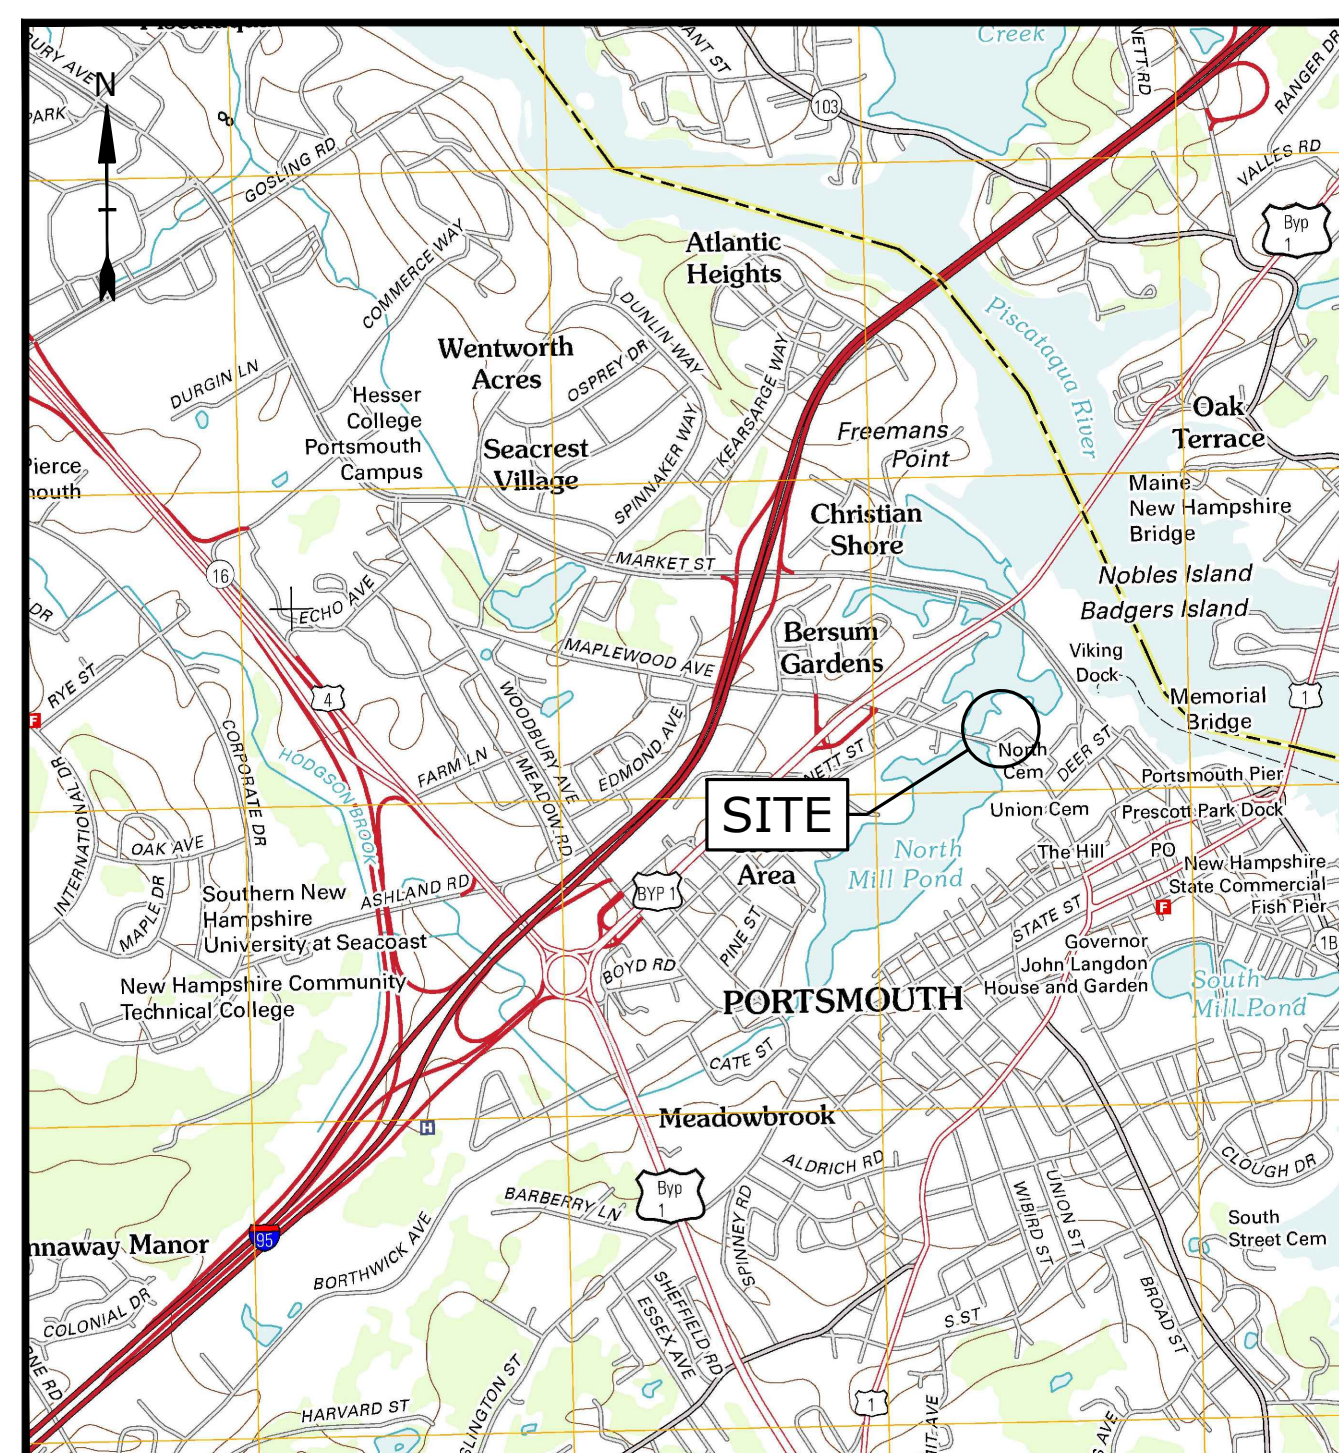 Creek
N
PARK
GOSLING RD
103
RANGER DR
VALLES RD
Byp
1
COMMERCE WAY
Atlantic
Heights
Piscataqua River
DUNLIN WAY
Wentworth
Acres
OSPREY DR
KEARSARGE WAY
DURGIN LN
Hesser
College
Portsmouth
Campus
Seacrest
Village
SPINNAKER WAY
Freemans
Point
Oak
Terrace
Maine
New Hampshire
Bridge
Christian
Shore
MARKET ST
16
ECHO AVE
Nobles Island
Badgers Island
DR
MAPLEWOOD AVE
Bersum
Gardens
Viking
Dock
RYE ST
4
WOODBURY AVE
EDMOND AVE
Memorial
Bridge
1
F
CORPORATE DR
HODGSON BROOK
FARM LN
MEADOW RD
North
Cem
DEER ST
INTERNATIONAL DR
SITE
Portsmouth Pier
Union Cem
Prescott Park Dock
OAK AVE
North
Mill Pond
The Hill
PO
New Hampshire
State Commercial
Fish Pier
Area
MAPLE DR
Southern New
Hampshire
University at Seacoast
ASHLAND RD
BYP 1
F
STATE ST
PINE ST
1B
Governor
John Langdon
House and Garden
New Hampshire Community
Technical College
BOYD RD
PORTSMOUTH
South
Mill Pond
CATE ST
Meadowbrook
H
ALDRICH RD
CLOUGH DR
Byp
1
BARBERRY LN
SPINNEY RD
WIBIRD ST
UNION ST
South
Street Cem
95
nnaway Manor
BORTHWICK AVE
COLONIAL DR
SHEFFIELD RD
ESSEX AVE
S ST
BROAD ST
1
HARVARD ST